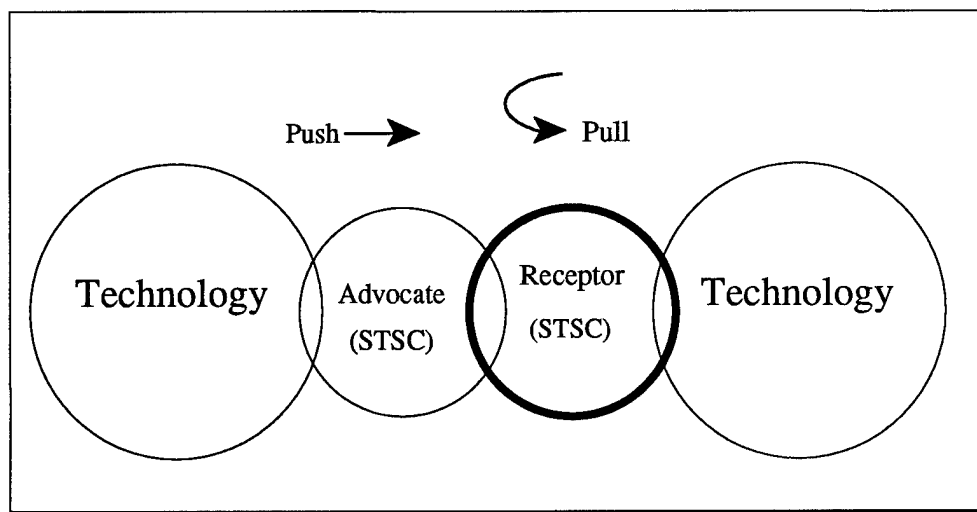 Push
Pull
Technology
Advocate
(STSC)
Receptor
(STSC)
Technology